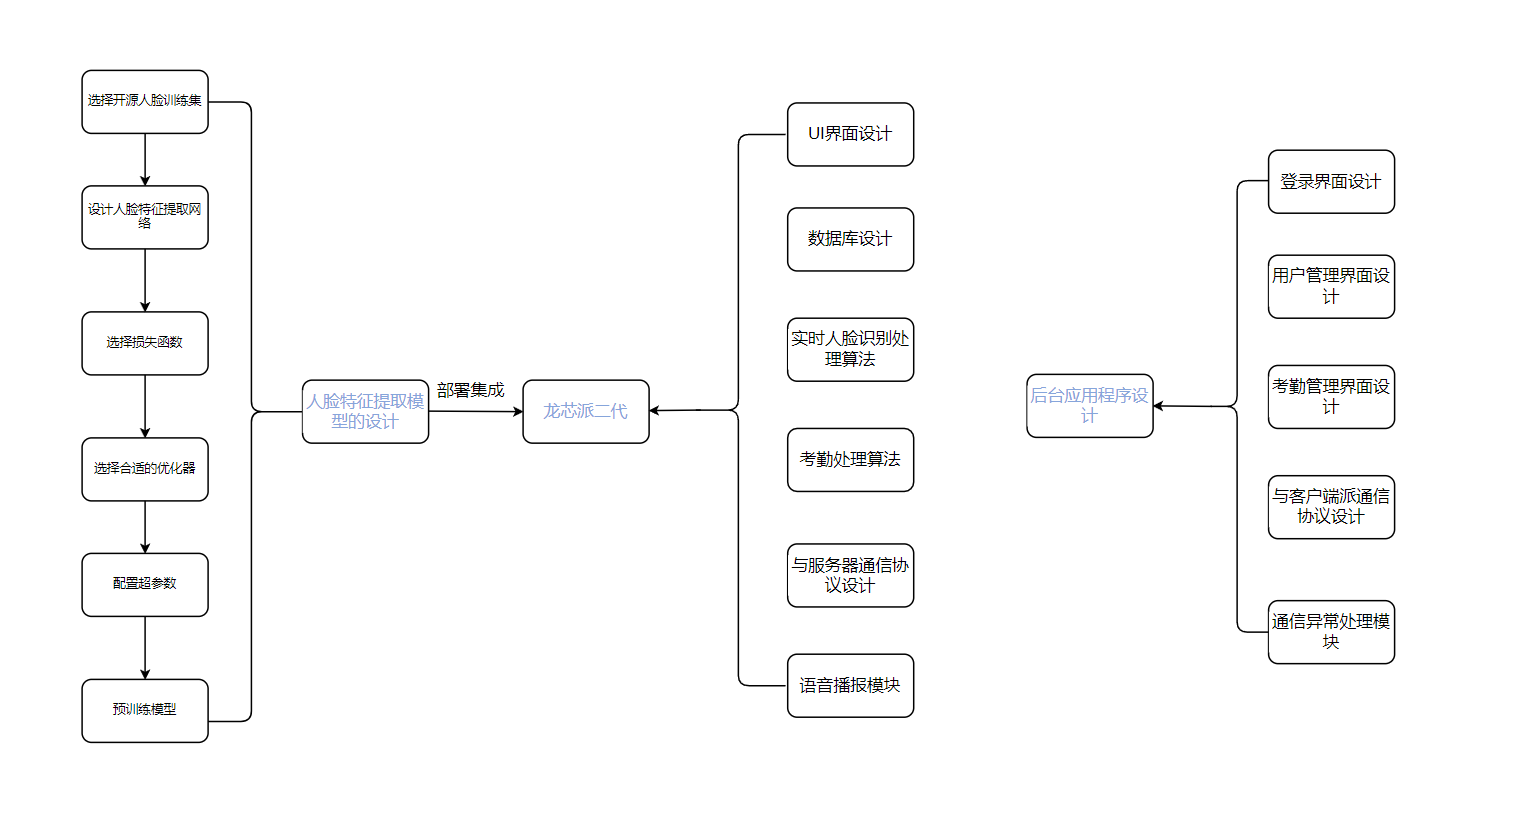 选择开源人脸训练集
设计人脸特征提取网
络
选择损失函数
选择合适的优化器
配置超参数
预训练模型
人脸特征提取模
型的设计
部署集成
龙芯派二代
UI界面设计
数据库设计
实时人脸识别处
理算法
考勤处理算法
与服务器通信协
议设计
语音播报模块
后台应用程序设
计
登录界面设计
用户管理界面设
计
考勤管理界面设
计
与客户端派通信
协议设计
通信异常处理模
块